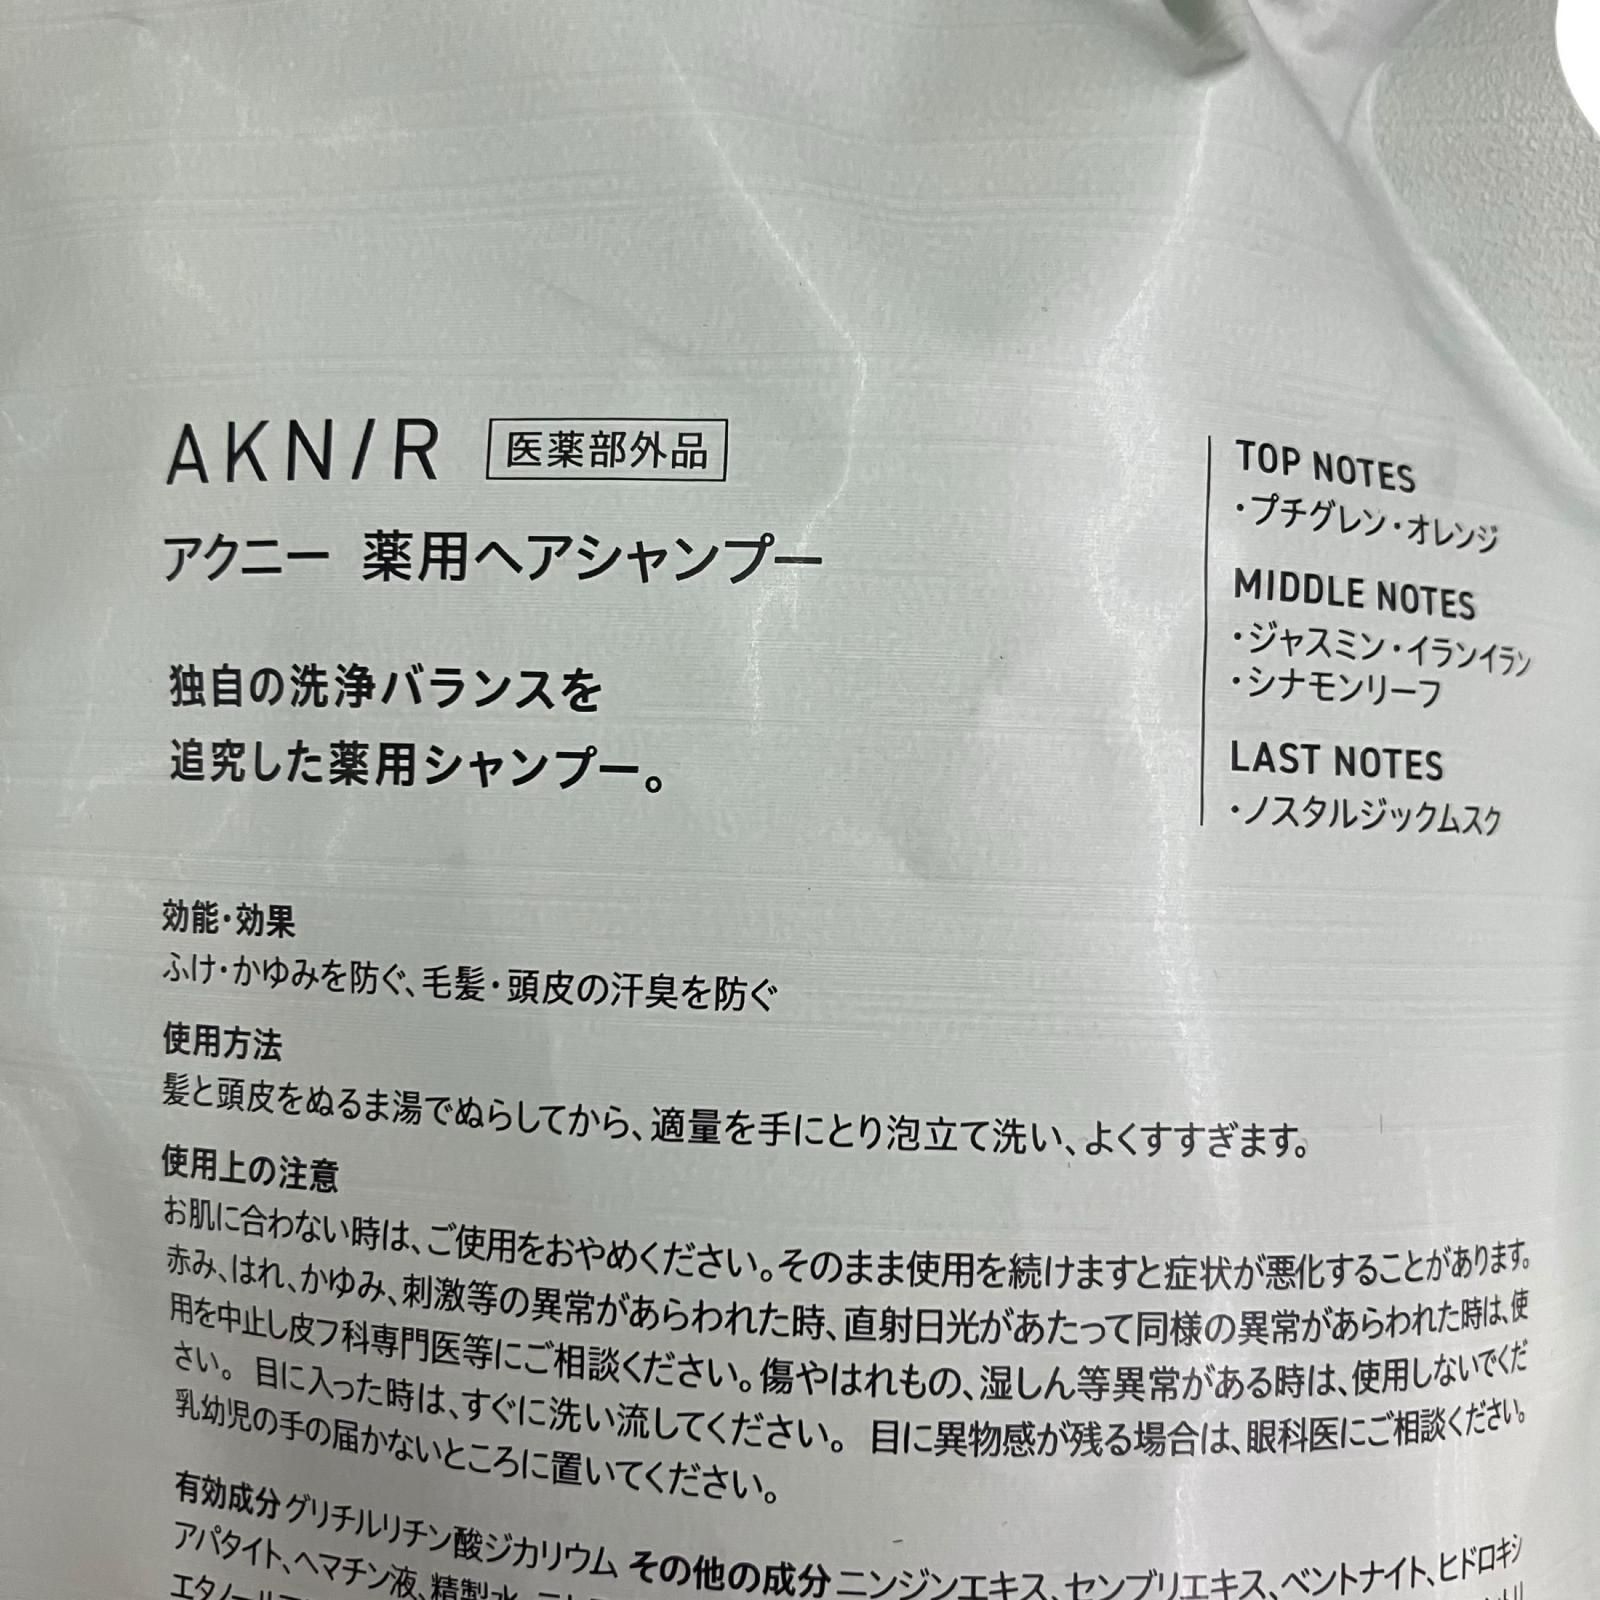 AKN/R 医薬部外品
アクニー 薬用ヘアシャンプー
独自の洗浄バランスを
追究した薬用シャンプー。
TOP NOTES
・プチグレン・オレンジ
MIDDLE NOTES
・ジャスミン・イランイラン
・シナモンリーフ
LAST NOTES
・ノスタルジックムスク
効能・効果
ふけ・かゆみを防ぐ、毛髪・頭皮の汗臭を防ぐ
使用方法
髪と頭皮をぬるま湯でぬらしてから、適量を手にとり泡立て洗い、よくすすぎます。
使用上の注意
お肌に合わない時は、ご使用をおやめください。そのまま使用を続けますと症状が悪化することがあります。
赤み、はれ、かゆみ、刺激等の異常があらわれた時、直射日光があたって同様の異常があらわれた時は、使
用を中止し皮フ科専門医等にご相談ください。傷やはれもの、湿しん等異常がある時は、使用しないでくだ
さい。 目に入った時は、すぐに洗い流してください。 目に異物感が残る場合は、眼科医にご相談ください。
乳幼児の手の届かないところに置いてください。
有効成分 グリチルリチン酸ジカリウム その他の成分 ニンジンエキス、センブリエキス、ベントナイト、ヒドロキシ
アパタイト、ヘマチン液、精製水
エタノール